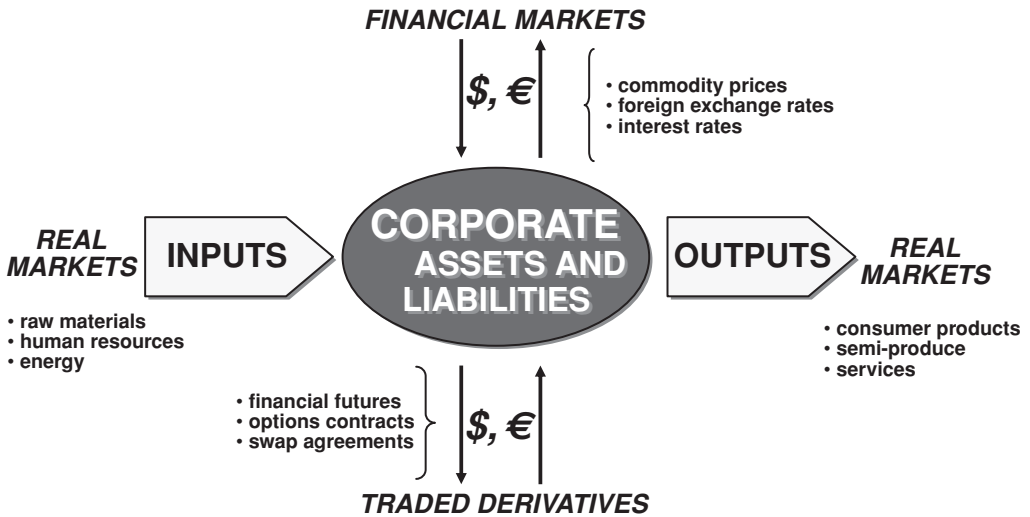 FINANCIAL MARKETS
$, €
• commodity prices
• foreign exchange rates
• interest rates
REAL
MARKETS
INPUTS
CORPORATE
ASSETS AND
LIABILITIES
OUTPUTS
REAL
MARKETS
• raw materials
• human resources
• energy
• consumer products
• semi-produce
• services
• financial futures
• options contracts
• swap agreements
$, €
TRADED DERIVATIVES